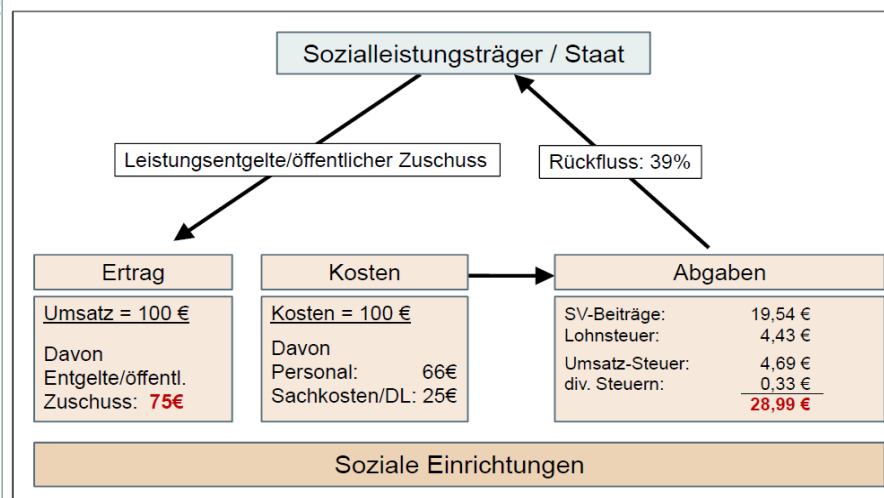 Sozialleistungsträger / Staat
Leistungsentgelte/öffentlicher Zuschuss
Rückfluss: 39%
Ertrag
Umsatz = 100 €
Davon
Entgelte/öffentl.
Zuschuss: 75€
Kosten
Kosten = 100 €
Davon
Personal: 66€
Sachkosten/DL: 25€
Abgaben
SV-Beiträge: 19,54 €
Lohnsteuer: 4,43 €
Umsatz-Steuer: 4,69 €
div. Steuern: 0,33 €
28,99 €
Soziale Einrichtungen